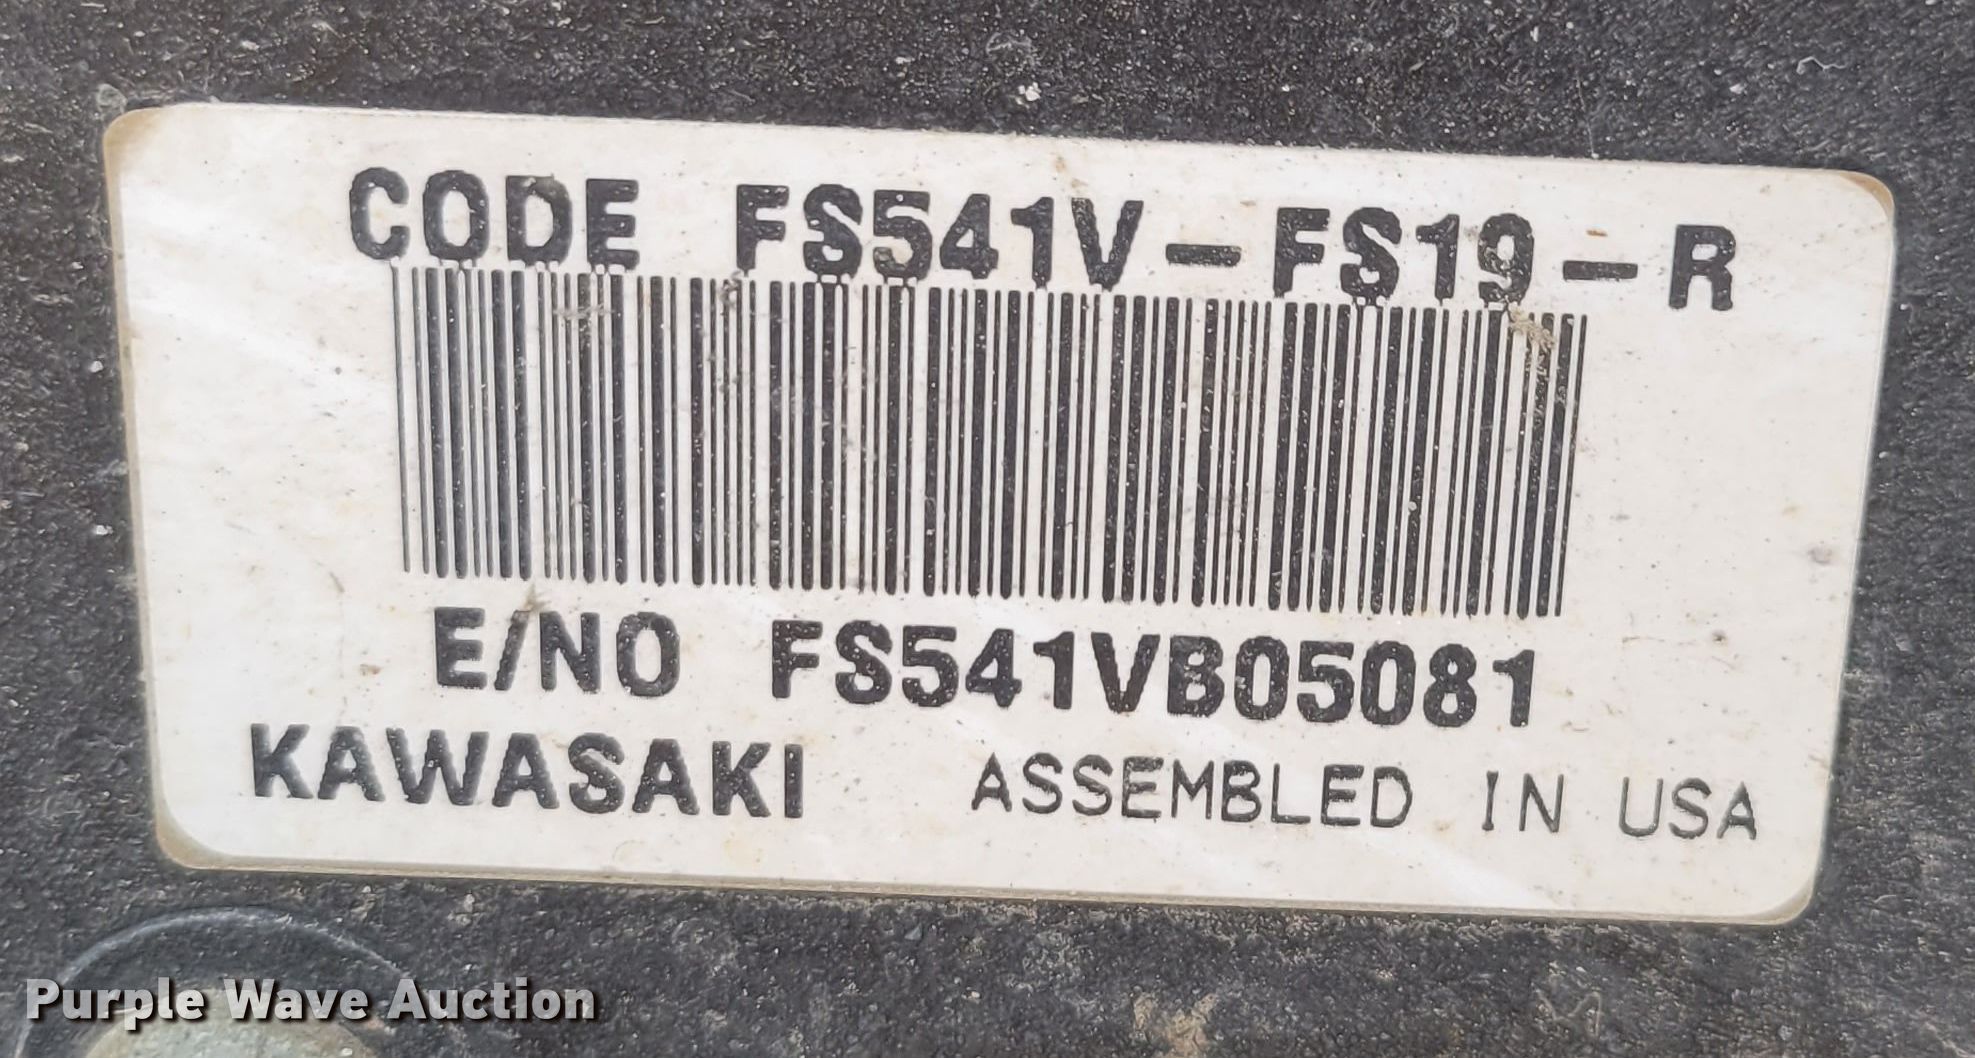 CODE FS541V-FS19-R
E/NO FS541VB05081
KAWASAKI ASSEMBLED IN USA
Purple Wave Auction